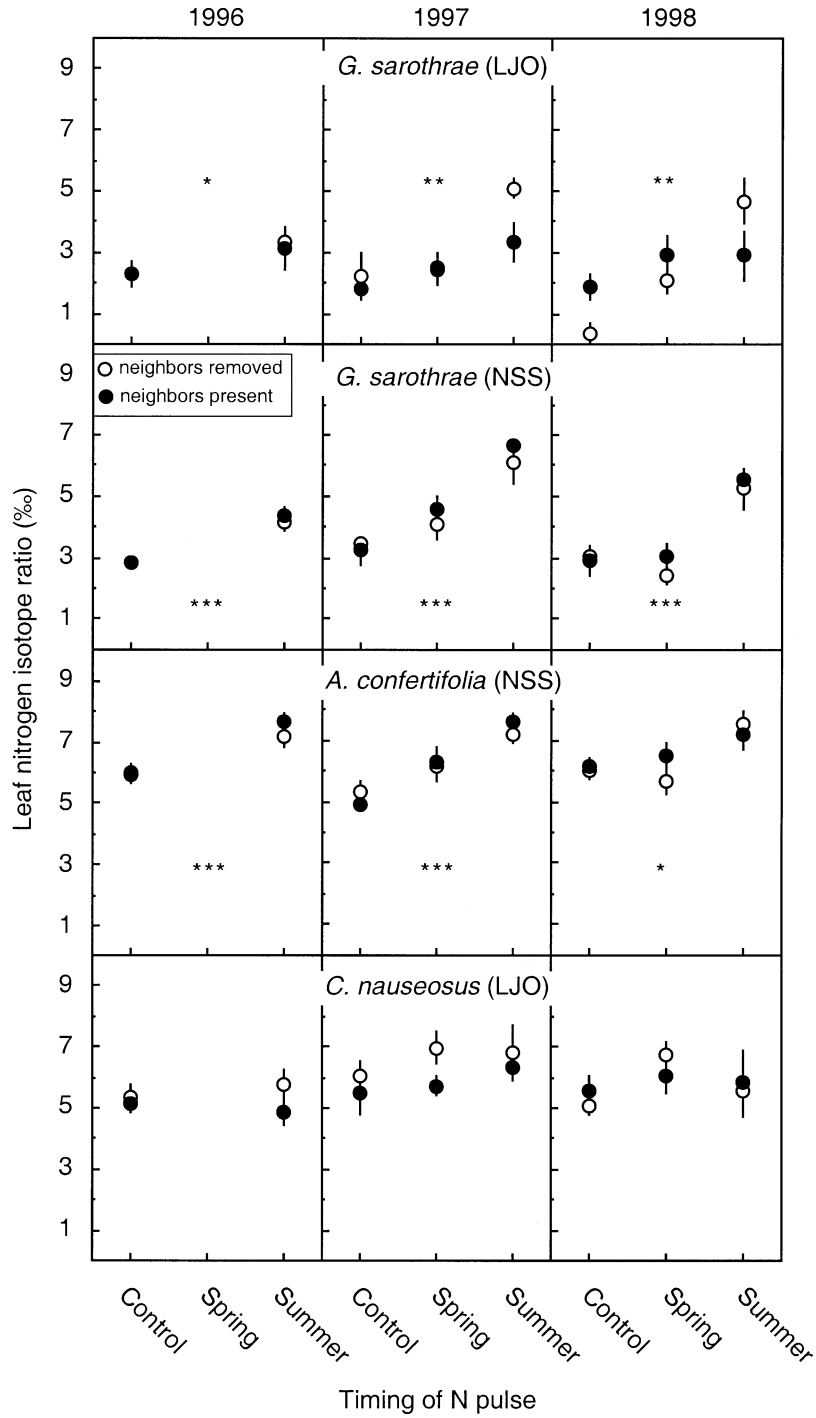 1996 1997 1998
G. sarothrae (LJO)
9
7
5
3
1
* ** **
neighbors removed
neighbors present
G. sarothrae (NSS)
9
7
5
3
1
*** *** ***
A. confertifolia (NSS)
9
7
5
3
1
*** *** *
C. nauseosus (LJO)
9
7
5
3
1
Leaf nitrogen isotope ratio (‰)
Control Spring Summer Control Spring Summer Control Spring Summer
Timing of N pulse